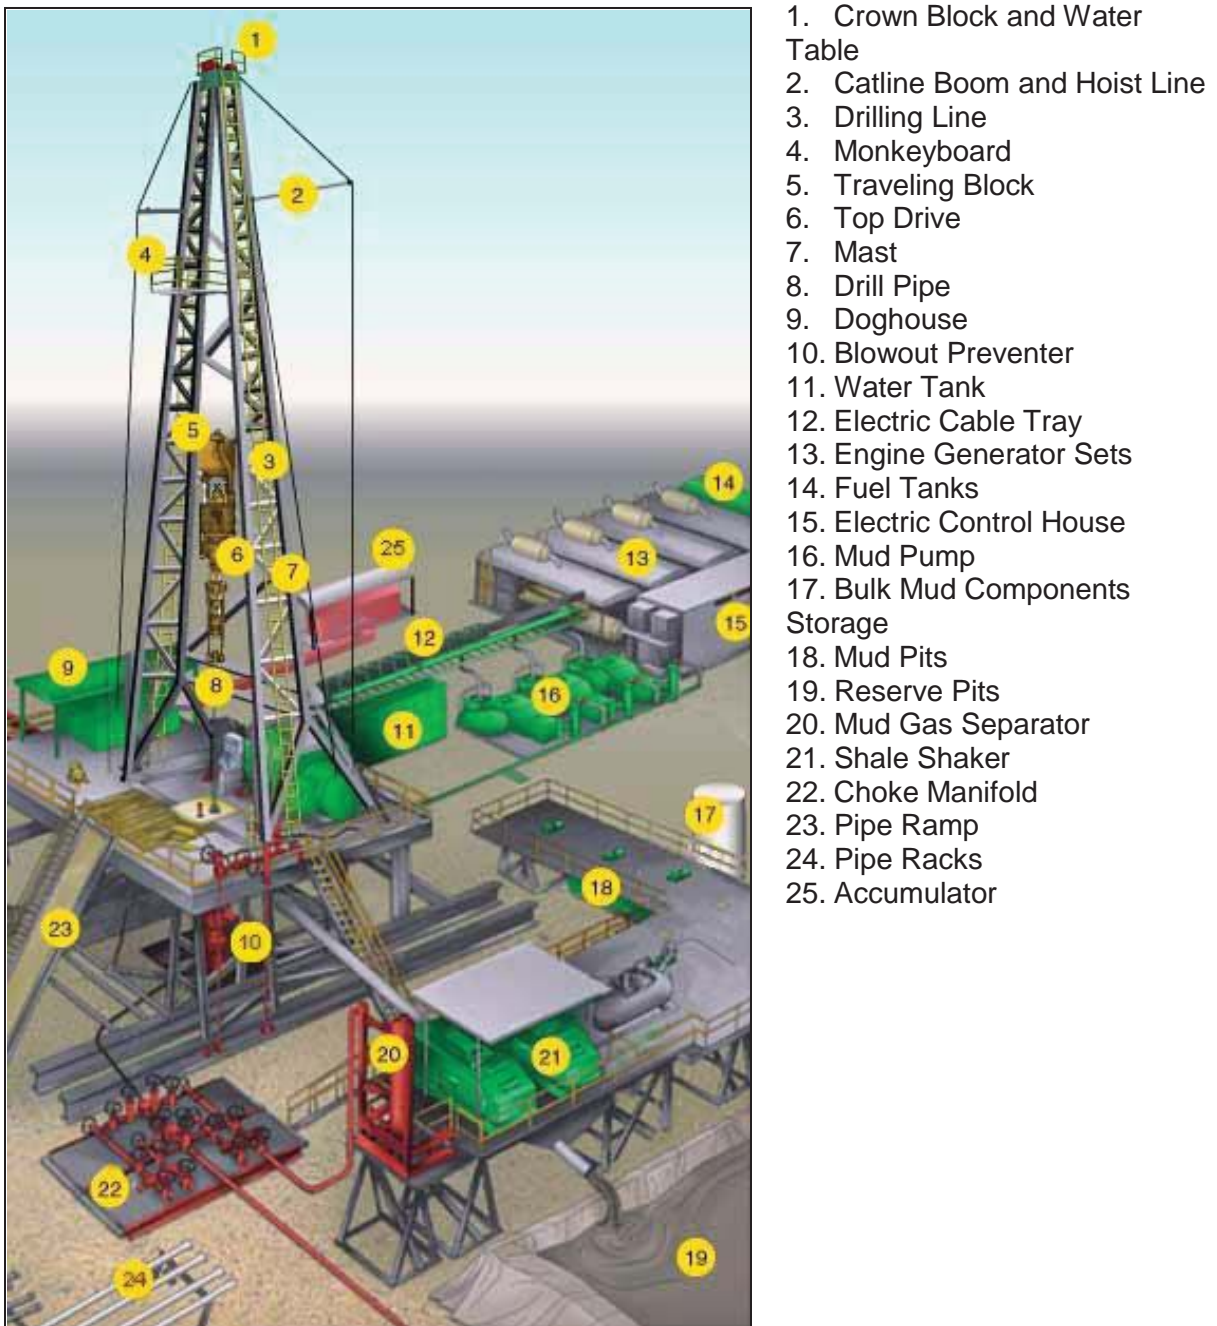 1
2
4
5
3
6
7
25
14
13
15
12
9
8
16
11
17
18
23
10
20
21
22
19
24
1. Crown Block and Water
Table
2. Catline Boom and Hoist Line
3. Drilling Line
4. Monkeyboard
5. Traveling Block
6. Top Drive
7. Mast
8. Drill Pipe
9. Doghouse
10. Blowout Preventer
11. Water Tank
12. Electric Cable Tray
13. Engine Generator Sets
14. Fuel Tanks
15. Electric Control House
16. Mud Pump
17. Bulk Mud Components
Storage
18. Mud Pits
19. Reserve Pits
20. Mud Gas Separator
21. Shale Shaker
22. Choke Manifold
23. Pipe Ramp
24. Pipe Racks
25. Accumulator